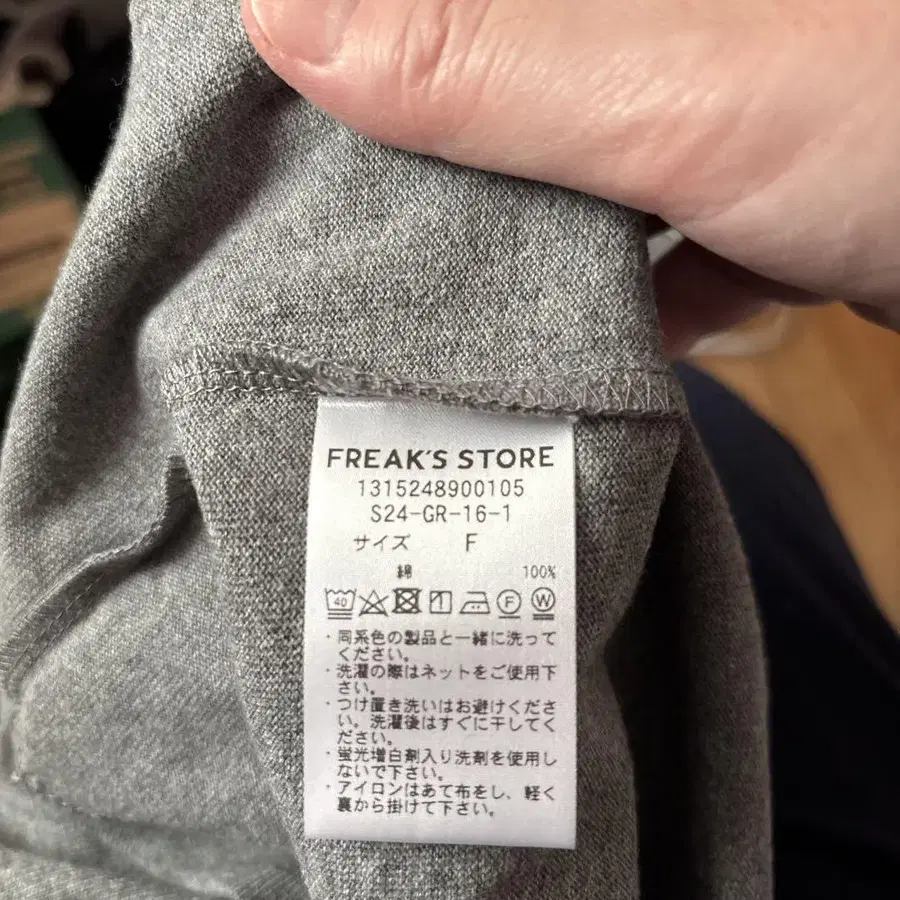 FREAK'S STORE
1315248900105
S24-GR-16-1
サイズ F
綿 100%
40 F W
・同系色の製品と一緒に洗って
ください。
・洗濯の際はネットをご使用下
さい。
・つけ置き洗いはお避けくださ
い。洗濯後はすぐに干してく
ださい。
・蛍光増白剤入り洗剤を使用し
ないで下さい。
・アイロンはあて布をし、軽く
裏から掛けて下さい。